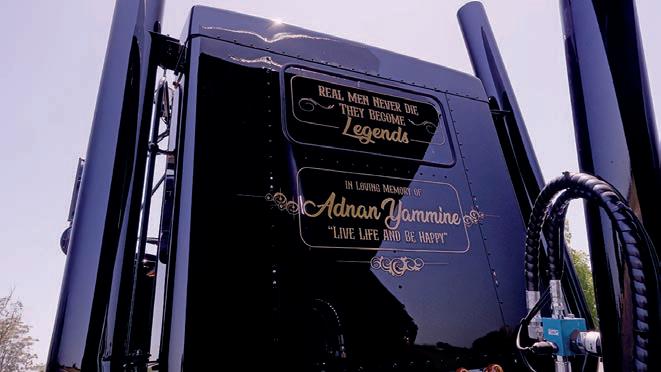 REAL MEN NEVER DIE
THEY BECOME
Legends
IN LOVING MEMORY OF
Adnan Yammine
"LIVE LIFE AND BE HAPPY"